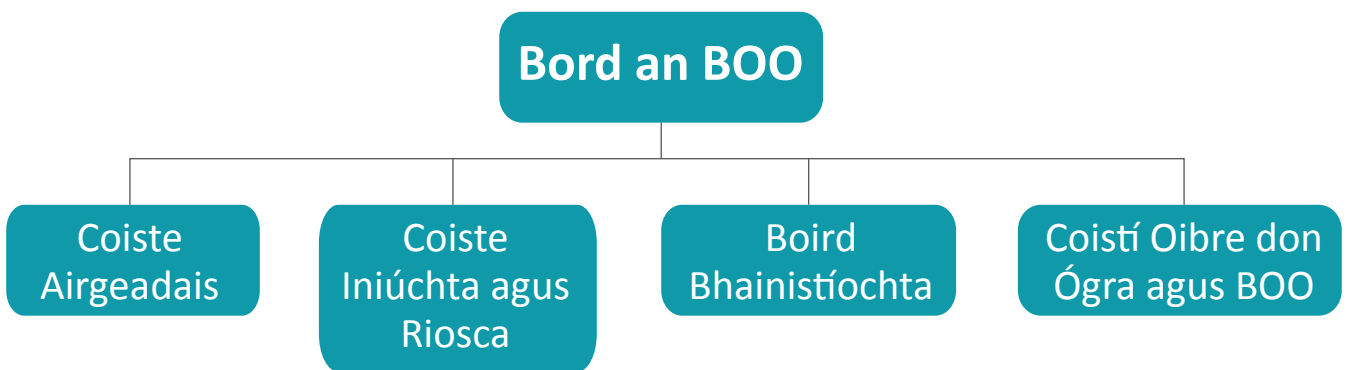 Bord an BOO
Coiste
Airgeadais
Coiste
Iniúchta agus
Riosca
Boird
Bhainistíochta
Coistí Oibre don
Ógra agus BOO